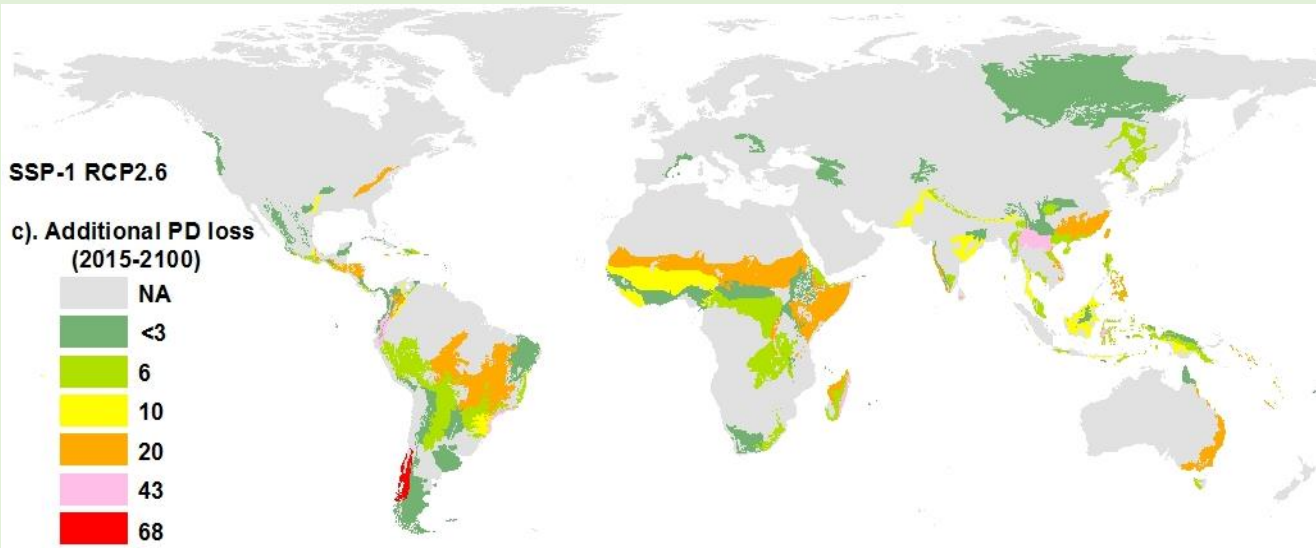 SSP-1 RCP2.6
c). Additional PD loss
(2015-2100)
NA
<3
6
10
20
43
68